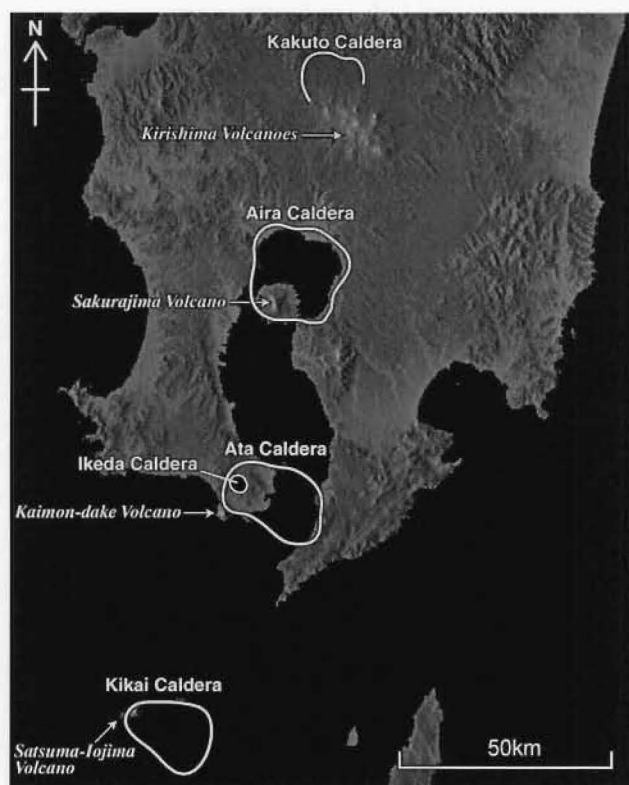 N
Kakuto Caldera
Kirishima Volcanoes
Aira Caldera
Sakurajima Volcano
Ata Caldera
Ikeda Caldera
Kaimon-dake Volcano
Kikai Caldera
Satsuma-Iojima
Volcano
50km